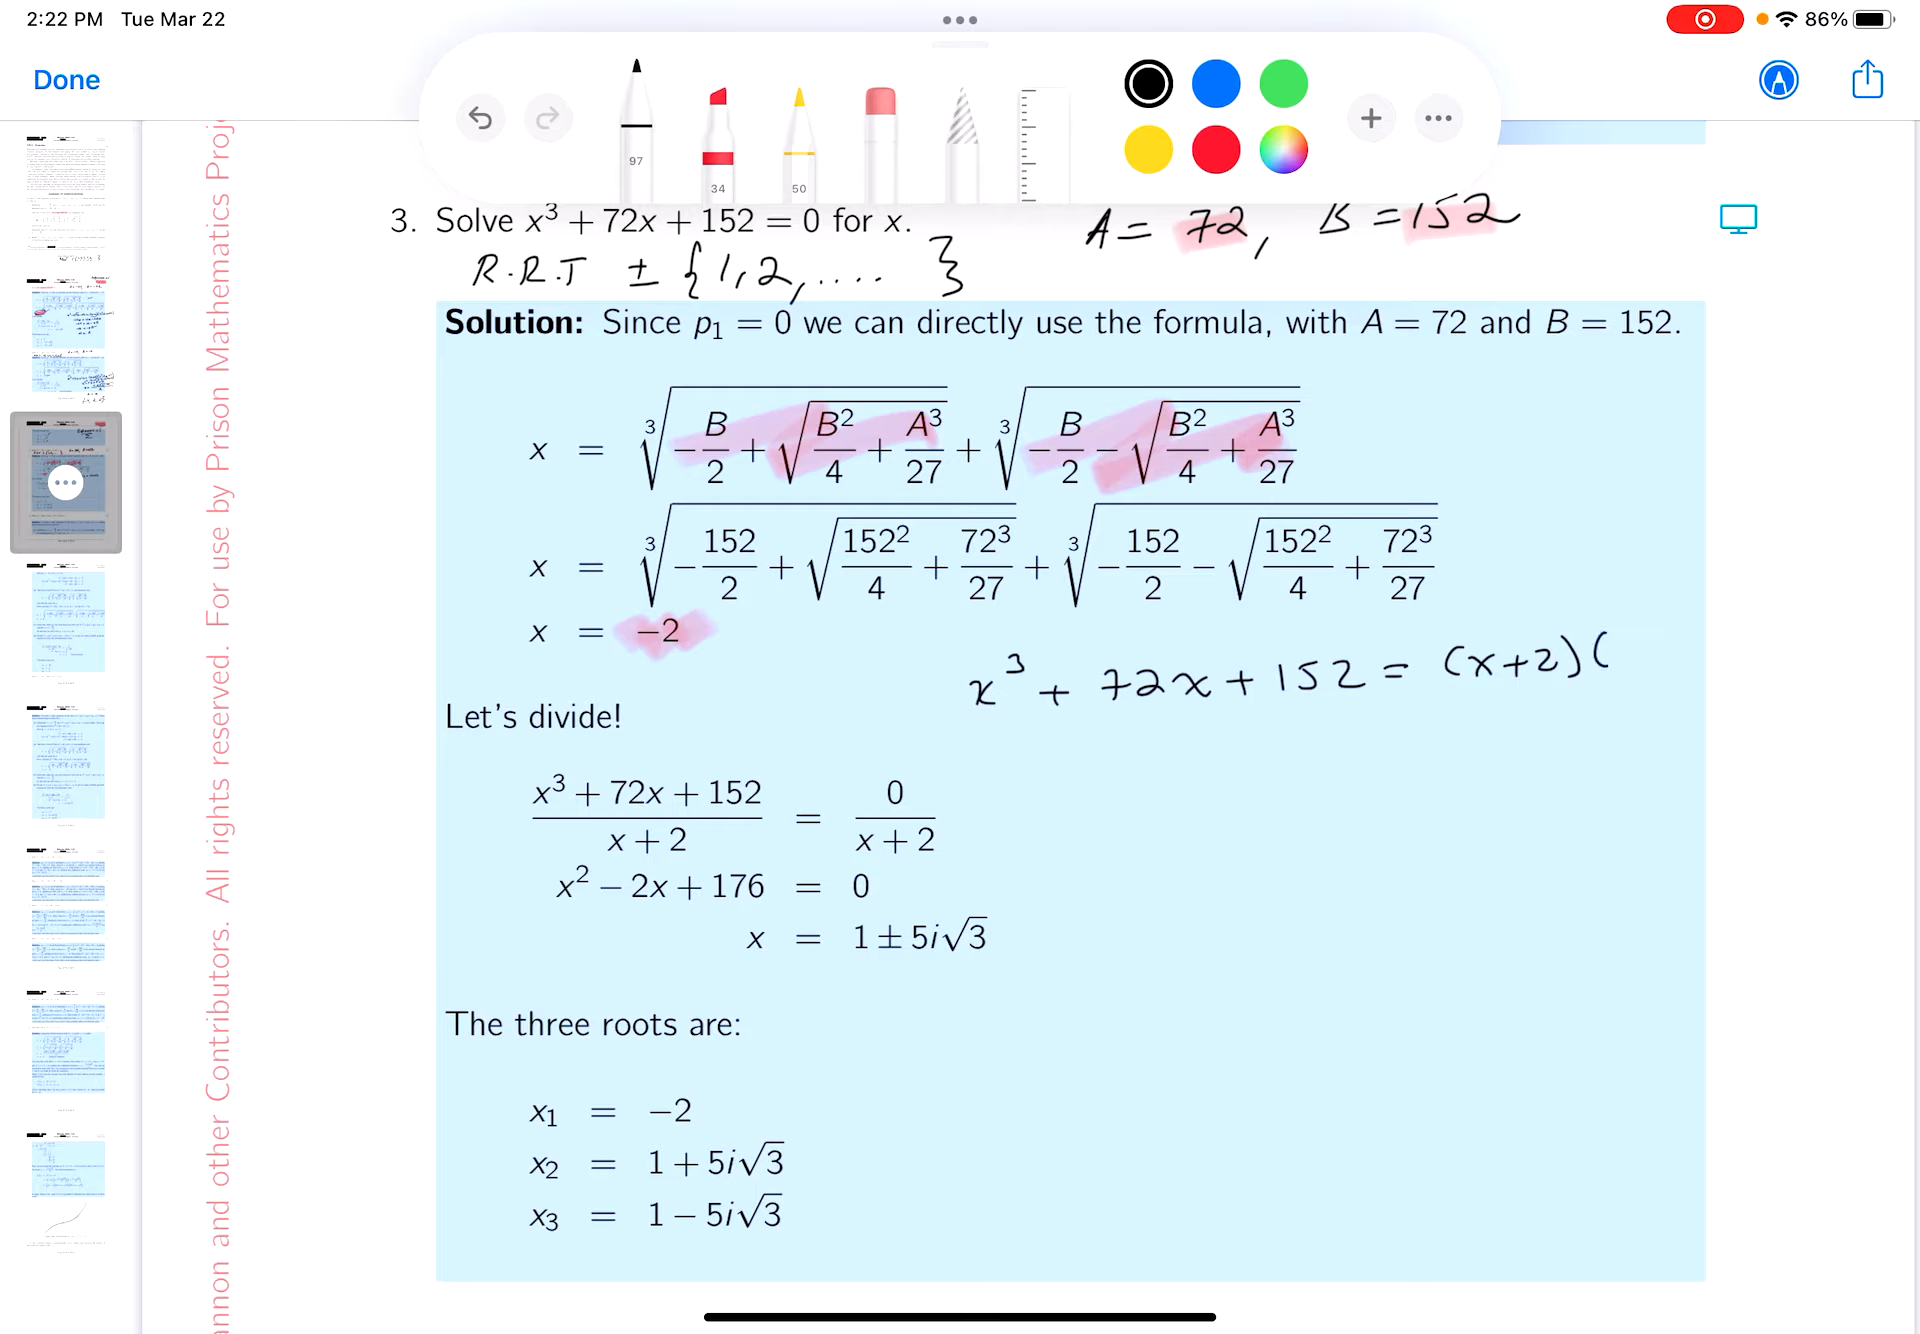 2:22 PM Tue Mar 22
86%
Done
97
34
50
annon and other Contributors. All rights reserved. For use by Prison Mathematics Proje
3. Solve x³ + 72x + 152 = 0 for x.
A = 72, B = 152
R.R.T ± {1,2,.... }
Solution: Since p₁ = 0 we can directly use the formula, with A = 72 and B = 152.
x = ∛(−B/2 + √(B²/4 + A³/27)) + ∛(−B/2 − √(B²/4 + A³/27))
x = ∛(−152/2 + √(152²/4 + 72³/27)) + ∛(−152/2 − √(152²/4 + 72³/27))
x = −2
x³ + 72x + 152 = (x+2)(
Let's divide!
(x³ + 72x + 152)/(x + 2) = 0/(x + 2)
x² − 2x + 176 = 0
x = 1 ± 5i√3
The three roots are:
x₁ = −2
x₂ = 1 + 5i√3
x₃ = 1 − 5i√3